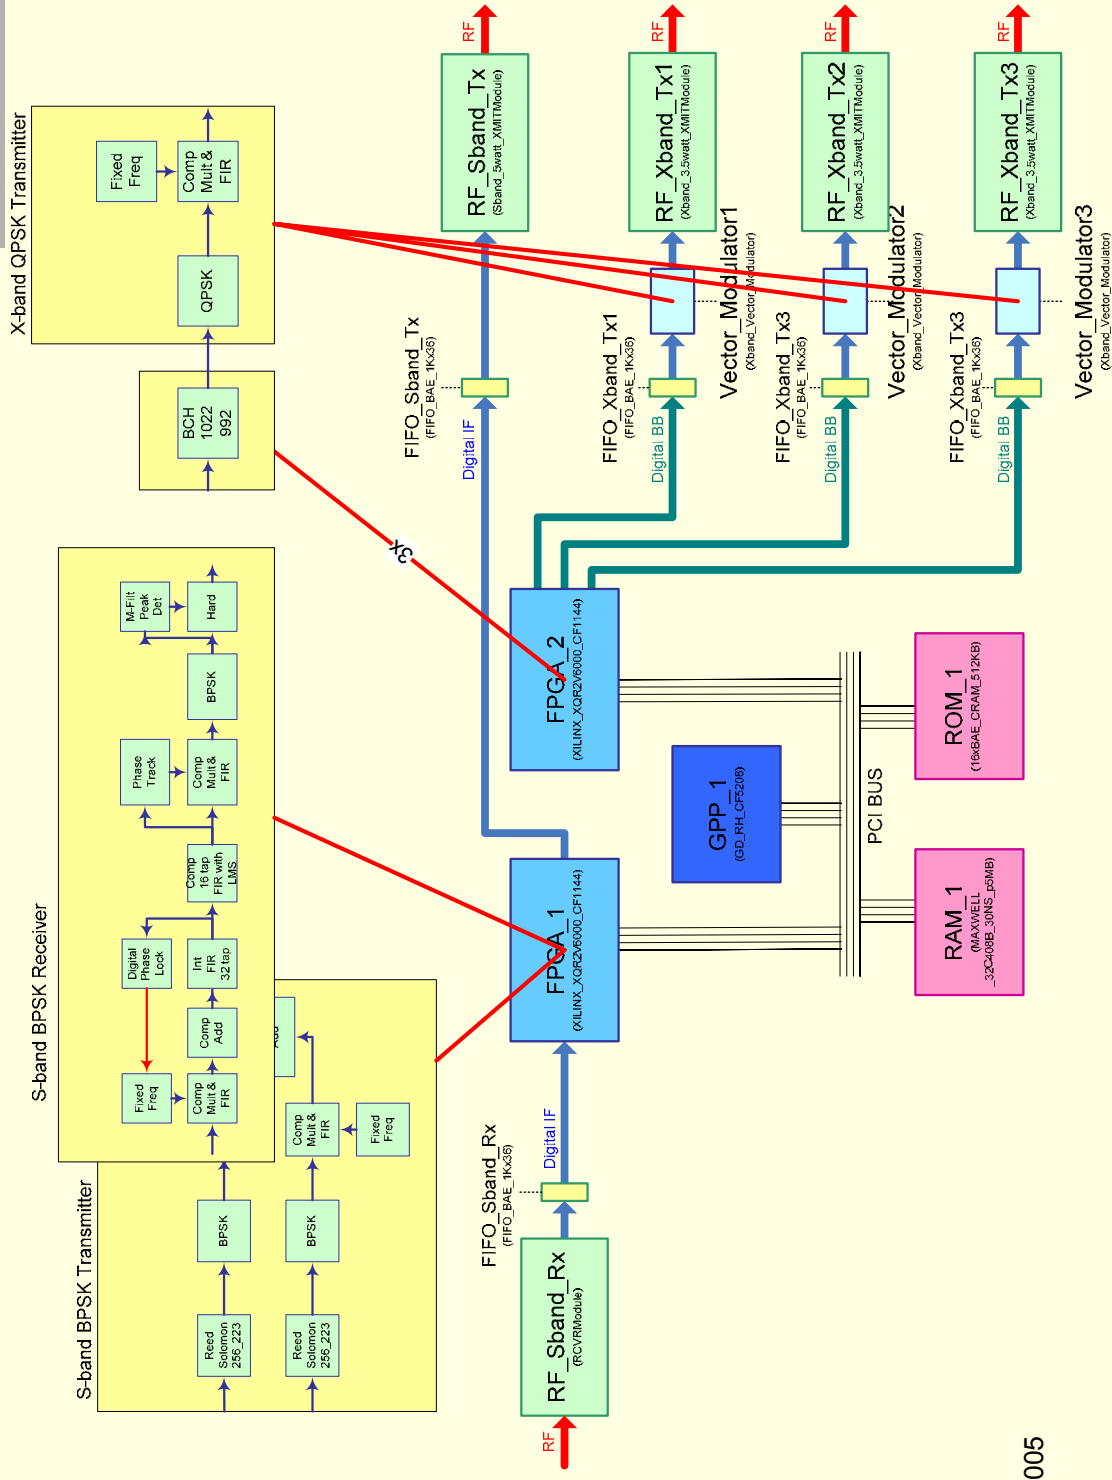 X-band QPSK Transmitter
Fixed
Freq
Comp
Mult &
FIR
QPSK
BCH
1022
992
3x
S-band BPSK Receiver
M-Filt
Peak
Det
Hard
BPSK
Phase
Track
Comp
Mult &
FIR
Comp
16 tap
FIR with
LMS
Digital
Phase
Lock
Int
FIR
32 tap
Comp
Add
Fixed
Freq
Comp
Mult &
FIR
S-band BPSK Transmitter
Reed
Solomon
256_223
BPSK
Reed
Solomon
256_223
BPSK
Comp
Mult &
FIR
Fixed
Freq
Add
RF
RF_Sband_Rx
(RCVRModule)
FIFO_Sband_Rx
(FIFO_BAE_1Kx36)
Digital IF
FPGA_1
(XILINX_XQR2V6000_CF1144)
FPGA_2
(XILINX_XQR2V6000_CF1144)
GPP_1
(GD_RH_CF5208)
PCI BUS
RAM_1
(MAXWELL
_32C408B_30NS_p5MB)
ROM_1
(16xBAE_CRAM_512KB)
Digital IF
FIFO_Sband_Tx
(FIFO_BAE_1Kx36)
RF_Sband_Tx
(Sband_5watt_XMITModule)
RF
Digital BB
FIFO_Xband_Tx1
(FIFO_BAE_1Kx36)
Vector_Modulator1
(Xband_Vector_Modulator)
RF_Xband_Tx1
(Xband_3.5watt_XMITModule)
RF
Digital BB
FIFO_Xband_Tx3
(FIFO_BAE_1Kx36)
Vector_Modulator2
(Xband_Vector_Modulator)
RF_Xband_Tx2
(Xband_3.5watt_XMITModule)
RF
Digital BB
FIFO_Xband_Tx3
(FIFO_BAE_1Kx36)
Vector_Modulator3
(Xband_Vector_Modulator)
RF_Xband_Tx3
(Xband_3.5watt_XMITModule)
RF
005